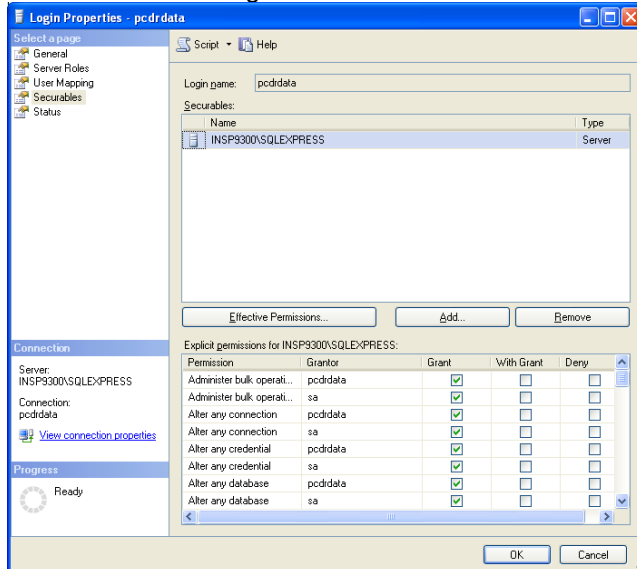 Login Properties - pcdrdata
Select a page
General
Server Roles
User Mapping
Securables
Status
Script Help
Login name: pcdrdata
Securables:
Name Type
INSP9300\SQLEXPRESS Server
Effective Permissions... Add... Remove
Connection
Server:
INSP9300\SQLEXPRESS
Connection:
pcdrdata
View connection properties
Progress
Ready
Explicit permissions for INSP9300\SQLEXPRESS:
Permission Grantor Grant With Grant Deny
Administer bulk operati... pcdrdata
Administer bulk operati... sa
Alter any connection pcdrdata
Alter any connection sa
Alter any credential pcdrdata
Alter any credential sa
Alter any database pcdrdata
Alter any database sa
OK Cancel